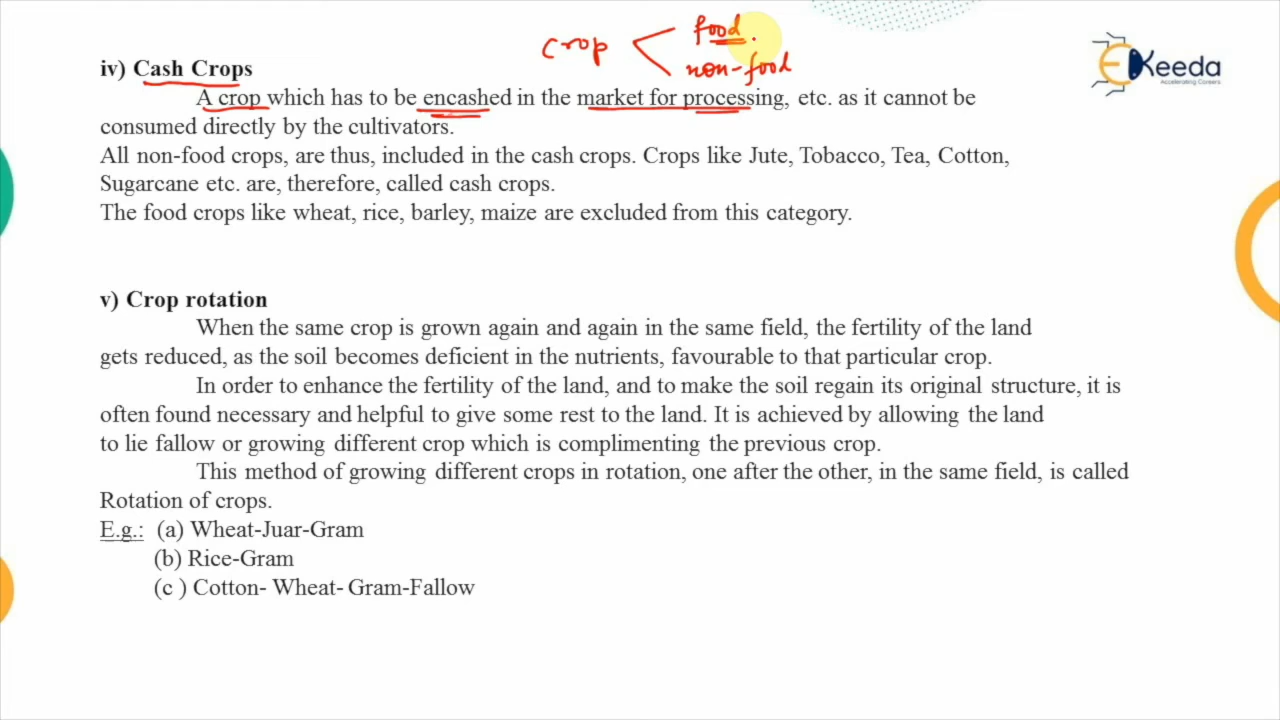 crop
food.
non-food
EKeeda
Accelerating Careers
iv) Cash Crops
A crop which has to be encashed in the market for processing, etc. as it cannot be
consumed directly by the cultivators.
All non-food crops, are thus, included in the cash crops. Crops like Jute, Tobacco, Tea, Cotton,
Sugarcane etc. are, therefore, called cash crops.
The food crops like wheat, rice, barley, maize are excluded from this category.
v) Crop rotation
When the same crop is grown again and again in the same field, the fertility of the land
gets reduced, as the soil becomes deficient in the nutrients, favourable to that particular crop.
In order to enhance the fertility of the land, and to make the soil regain its original structure, it is
often found necessary and helpful to give some rest to the land. It is achieved by allowing the land
to lie fallow or growing different crop which is complimenting the previous crop.
This method of growing different crops in rotation, one after the other, in the same field, is called
Rotation of crops.
E.g.: (a) Wheat-Juar-Gram
(b) Rice-Gram
(c ) Cotton- Wheat- Gram-Fallow